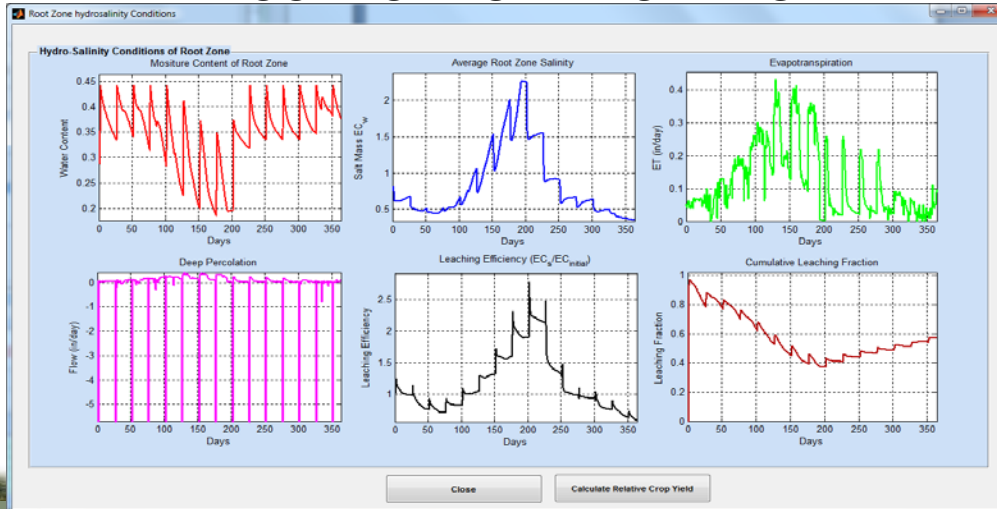 Root Zone hydrosalinity Conditions
Hydro-Salinity Conditions of Root Zone
Mositure Content of Root Zone
0.45
0.4
0.35
0.3
0.25
0.2
Water Content
0 50 100 150 200 250 300 350
Days
Average Root Zone Salinity
2
1.5
1
0.5
Salt Mass ECw
0 50 100 150 200 250 300 350
Days
Evapotranspiration
0.4
0.3
0.2
0.1
0
ET (in/day)
0 50 100 150 200 250 300 350
Days
Deep Percolation
0
-1
-2
-3
-4
-5
Flow (in/day)
0 50 100 150 200 250 300 350
Days
Leaching Efficiency (ECs/ECinitial)
2.5
2
1.5
1
Leaching Efficiency
0 50 100 150 200 250 300 350
Days
Cumulative Leaching Fraction
1
0.8
0.6
0.4
0.2
0
Leaching Fraction
0 50 100 150 200 250 300 350
Days
Close
Calculate Relative Crop Yield